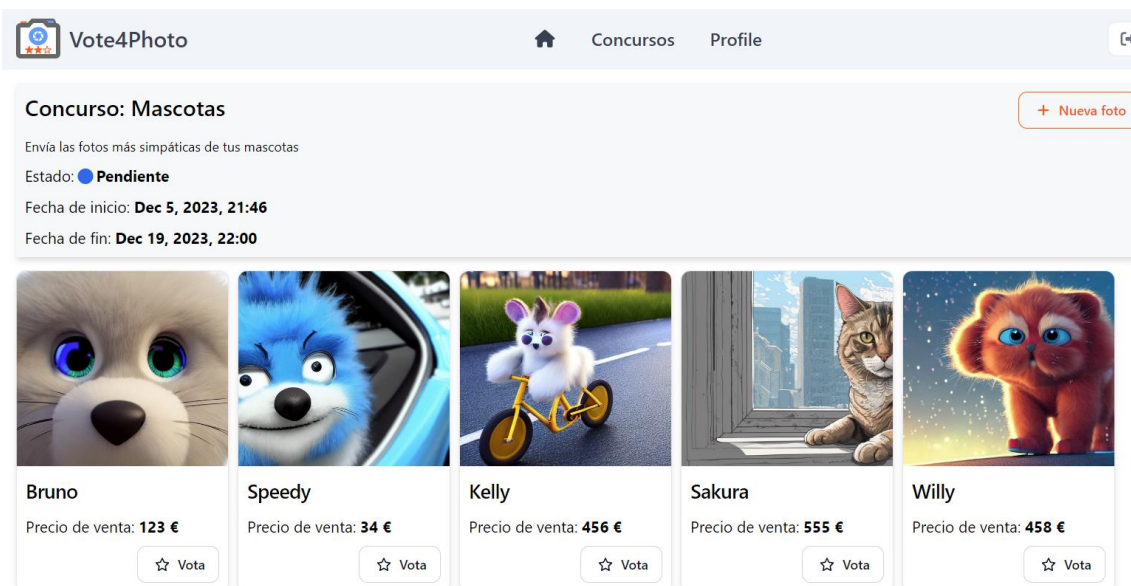 Vote4Photo
Concursos
Profile
Concurso: Mascotas
+ Nueva foto
Envía las fotos más simpáticas de tus mascotas
Estado: Pendiente
Fecha de inicio: Dec 5, 2023, 21:46
Fecha de fin: Dec 19, 2023, 22:00
Bruno
Speedy
Kelly
Sakura
Willy
Precio de venta: 123 €
Precio de venta: 34 €
Precio de venta: 456 €
Precio de venta: 555 €
Precio de venta: 458 €
Vota
Vota
Vota
Vota
Vota